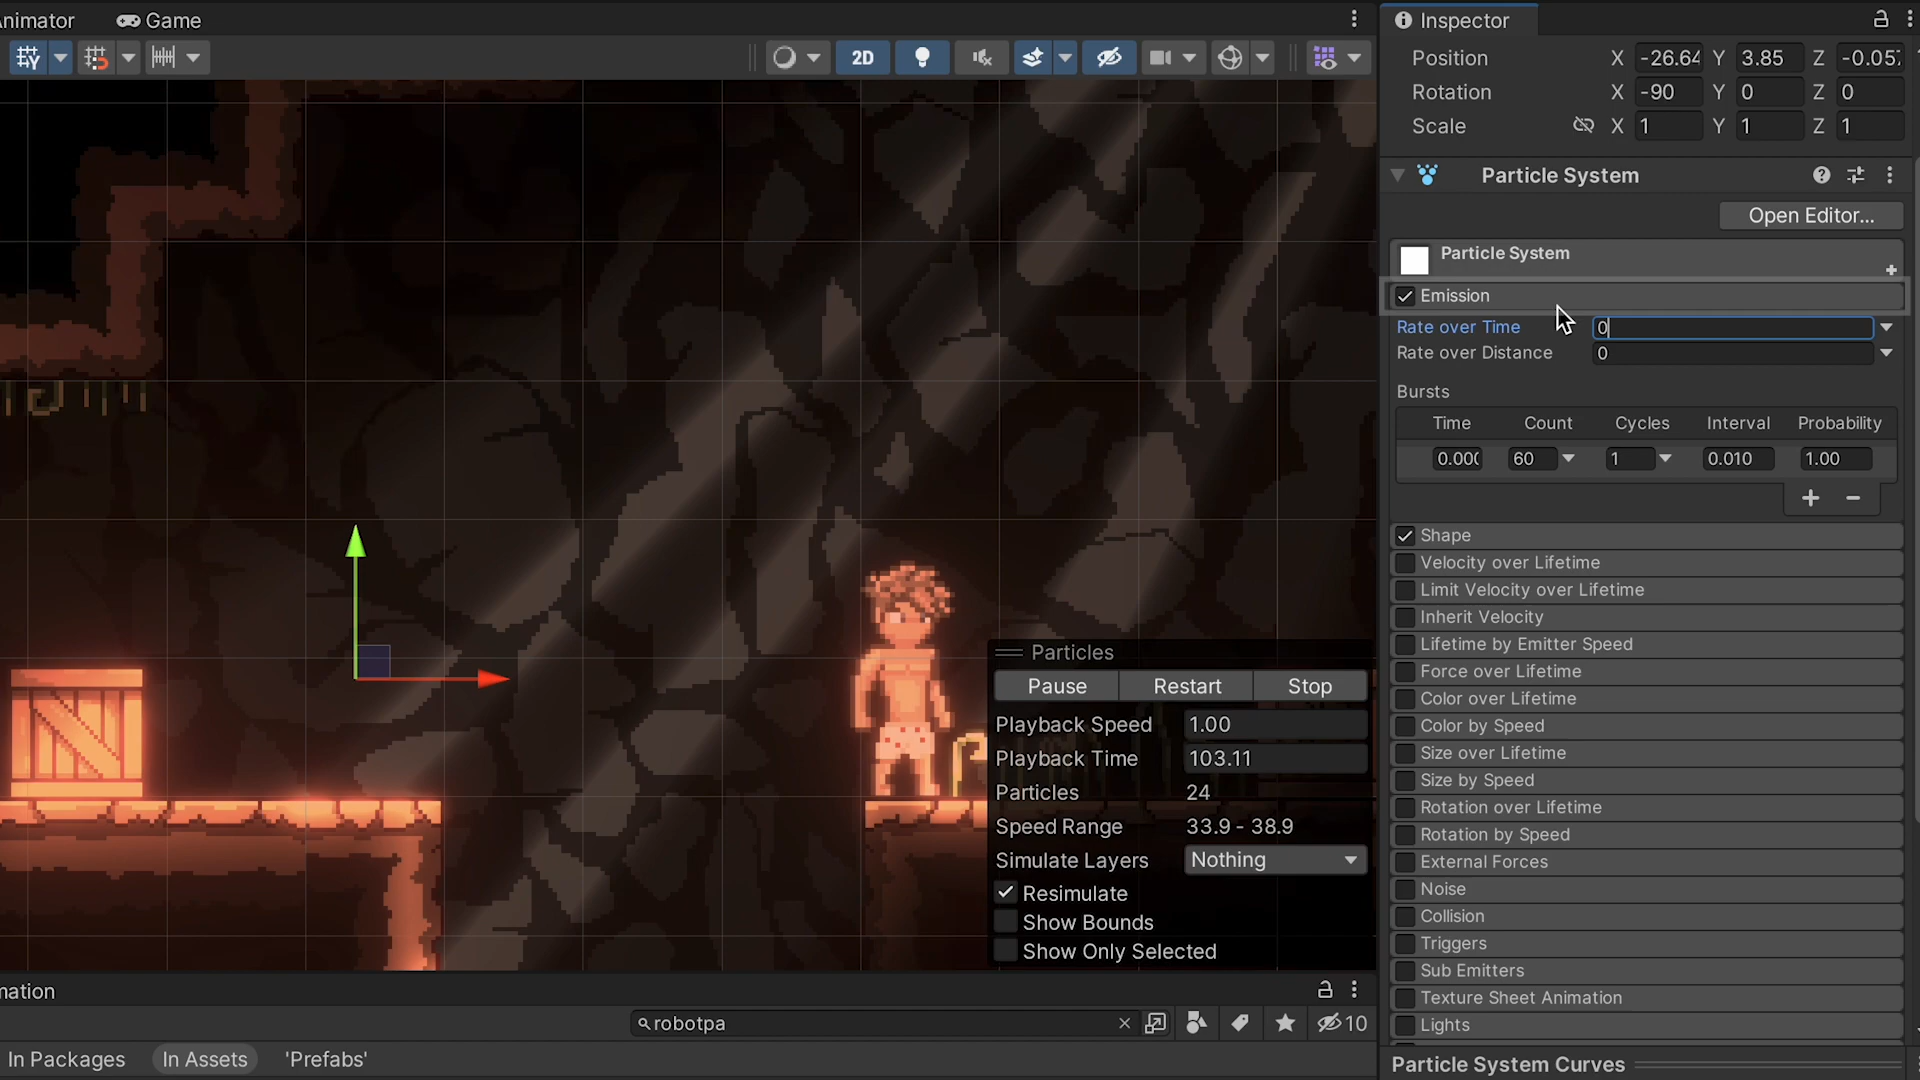 nimator
Game
Inspector
2D
Position X -26.64 Y 3.85 Z -0.05
Rotation X -90 Y 0 Z 0
Scale X 1 Y 1 Z 1
Particle System
Open Editor...
Particle System
Emission
Rate over Time 0
Rate over Distance 0
Bursts
Time Count Cycles Interval Probability
0.00 60 1 0.010 1.00
Shape
Velocity over Lifetime
Limit Velocity over Lifetime
Inherit Velocity
Lifetime by Emitter Speed
Force over Lifetime
Color over Lifetime
Color by Speed
Size over Lifetime
Size by Speed
Rotation over Lifetime
Rotation by Speed
External Forces
Noise
Collision
Triggers
Sub Emitters
Texture Sheet Animation
Lights
Particle System Curves
Particles
Pause Restart Stop
Playback Speed 1.00
Playback Time 103.11
Particles 24
Speed Range 33.9 - 38.9
Simulate Layers Nothing
Resimulate
Show Bounds
Show Only Selected
mation
robotpa
10
In Packages In Assets 'Prefabs'